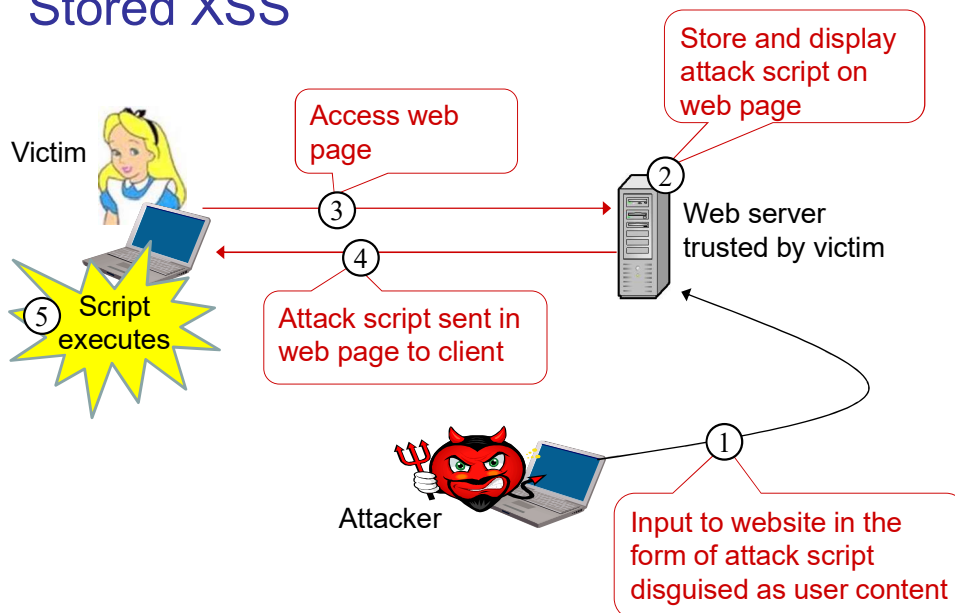 Stored XSS
Store and display
attack script on
web page
Access web
page
Victim
2
3
Web server
trusted by victim
4
5
Script
executes
Attack script sent in
web page to client
1
Attacker
Input to website in the
form of attack script
disguised as user content